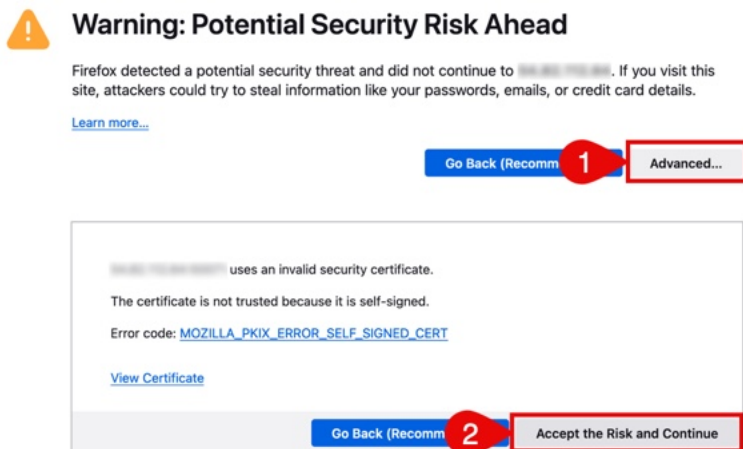 Warning: Potential Security Risk Ahead
Firefox detected a potential security threat and did not continue to . If you visit this
site, attackers could try to steal information like your passwords, emails, or credit card details.
Learn more...
Go Back (Recomm
1
Advanced...
uses an invalid security certificate.
The certificate is not trusted because it is self-signed.
Error code: MOZILLA_PKIX_ERROR_SELF_SIGNED_CERT
View Certificate
Go Back (Recomm
2
Accept the Risk and Continue